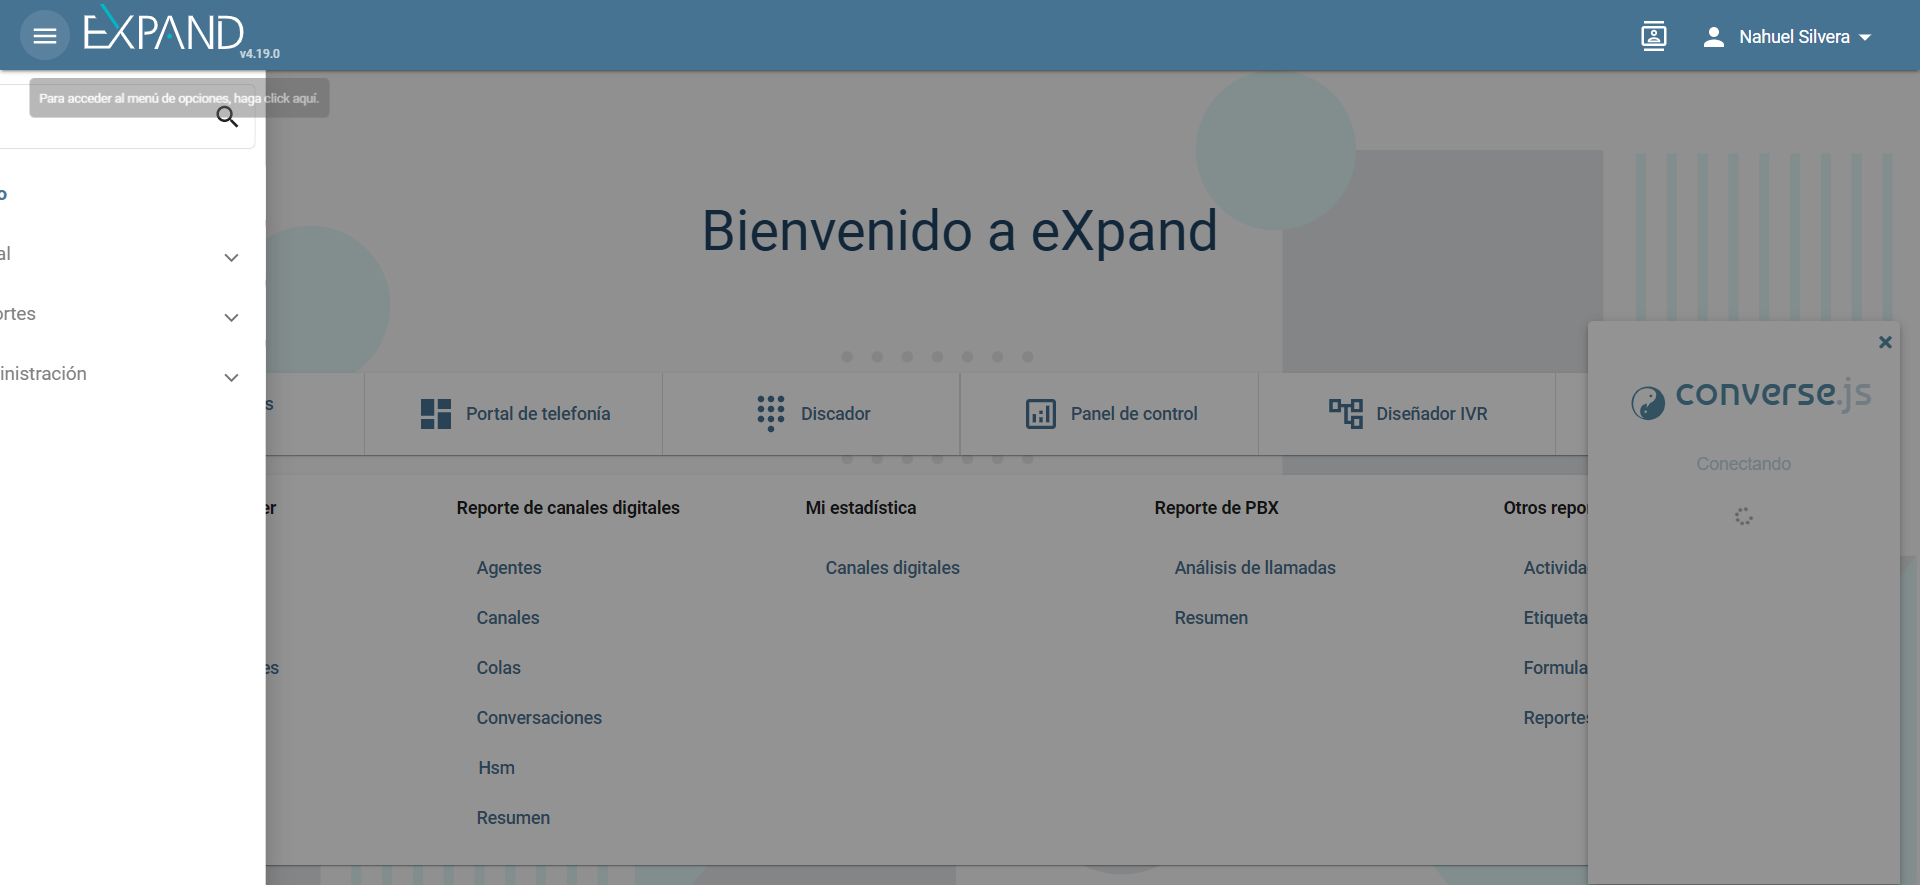 EXPAND
v4.19.0
Nahuel Silvera
Para acceder al menú de opciones, haga click aquí.
o
al
ortes
inistración
Bienvenido a eXpand
s
Portal de telefonía
Discador
Panel de control
Diseñador IVR
converse.js
Conectando
er
es
Reporte de canales digitales
Agentes
Canales
Colas
Conversaciones
Hsm
Resumen
Mi estadística
Canales digitales
Reporte de PBX
Análisis de llamadas
Resumen
Otros repo
Activida
Etiqueta
Formula
Reportes